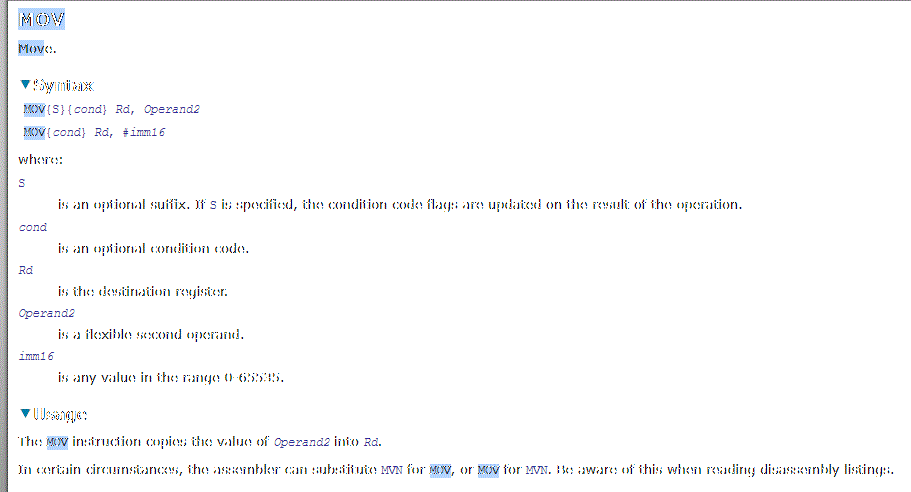 MOV
Move.
Syntax
MOV{S}{cond} Rd, Operand2
MOV{cond} Rd, #imm16
where:
S
is an optional suffix. If S is specified, the condition code flags are updated on the result of the operation.
cond
is an optional condition code.
Rd
is the destination register.
Operand2
is a flexible second operand.
imm16
is any value in the range 0-65535.
Usage
The MOV instruction copies the value of Operand2 into Rd.
In certain circumstances, the assembler can substitute MVN for MOV, or MOV for MVN. Be aware of this when reading disassembly listings.